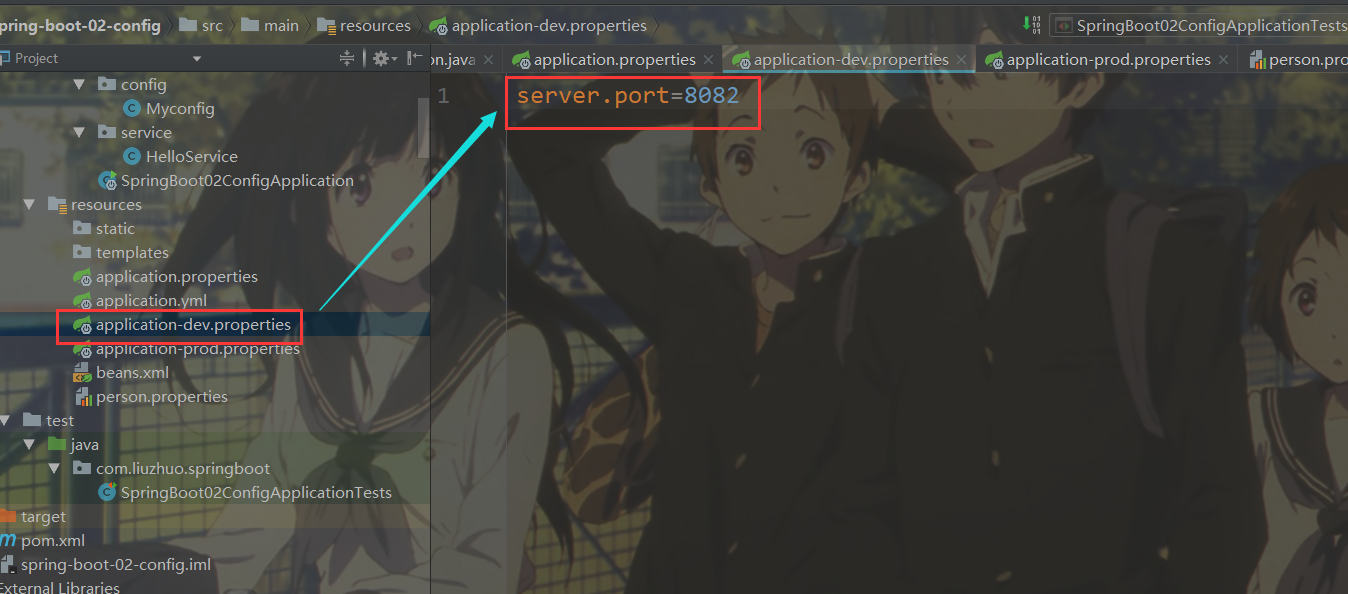 pring-boot-02-config src main resources application-dev.properties SpringBoot02ConfigApplicationTests
Project
on.java application.properties application-dev.properties application-prod.properties person.pro
1 server.port=8082
config
Myconfig
service
HelloService
SpringBoot02ConfigApplication
resources
static
templates
application.properties
application.yml
application-dev.properties
application-prod.properties
beans.xml
person.properties
test
java
com.liuzhuo.springboot
SpringBoot02ConfigApplicationTests
target
pom.xml
spring-boot-02-config.iml
External Libraries